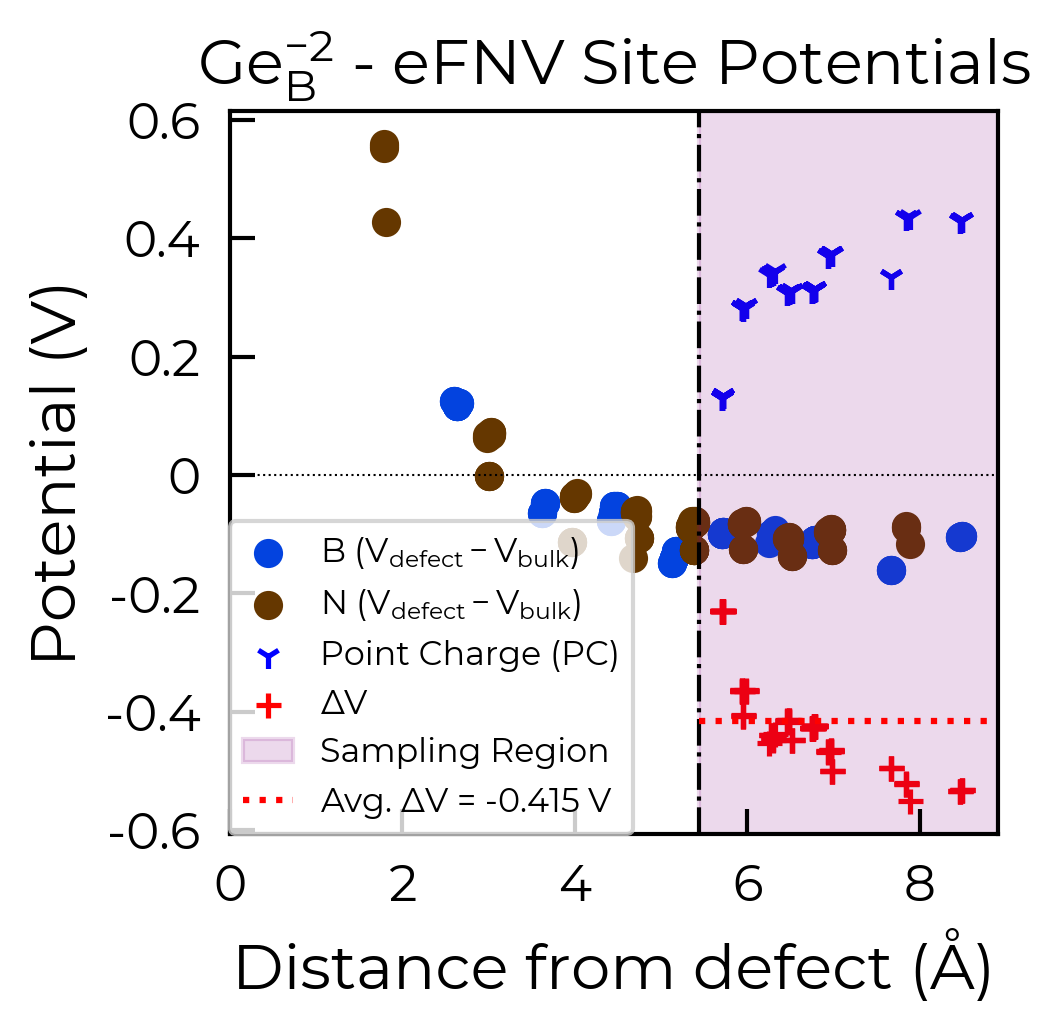 Ge_B^{−2} - eFNV Site Potentials
Potential (V)
0.6
0.4
0.2
0
-0.2
-0.4
-0.6
B (V_defect − V_bulk)
N (V_defect − V_bulk)
Point Charge (PC)
ΔV
Sampling Region
Avg. ΔV = -0.415 V
0 2 4 6 8
Distance from defect (Å)